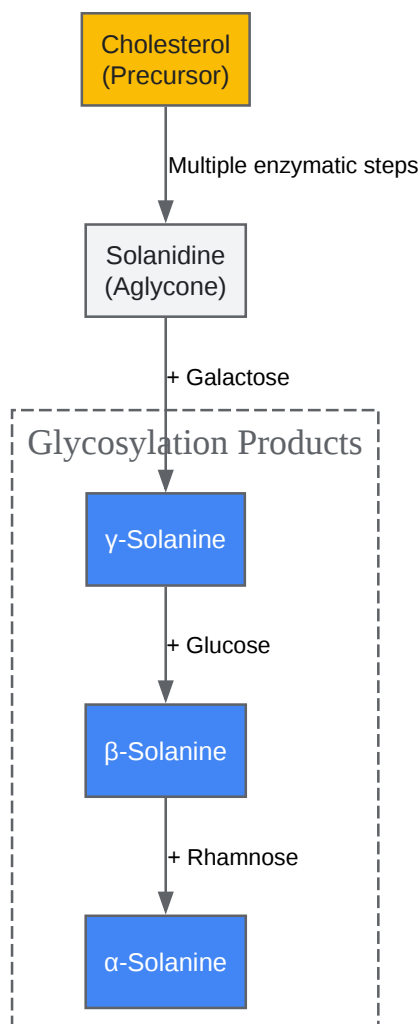 Cholesterol
(Precursor)
Multiple enzymatic steps
Solanidine
(Aglycone)
+ Galactose
Glycosylation Products
γ-Solanine
+ Glucose
β-Solanine
+ Rhamnose
α-Solanine